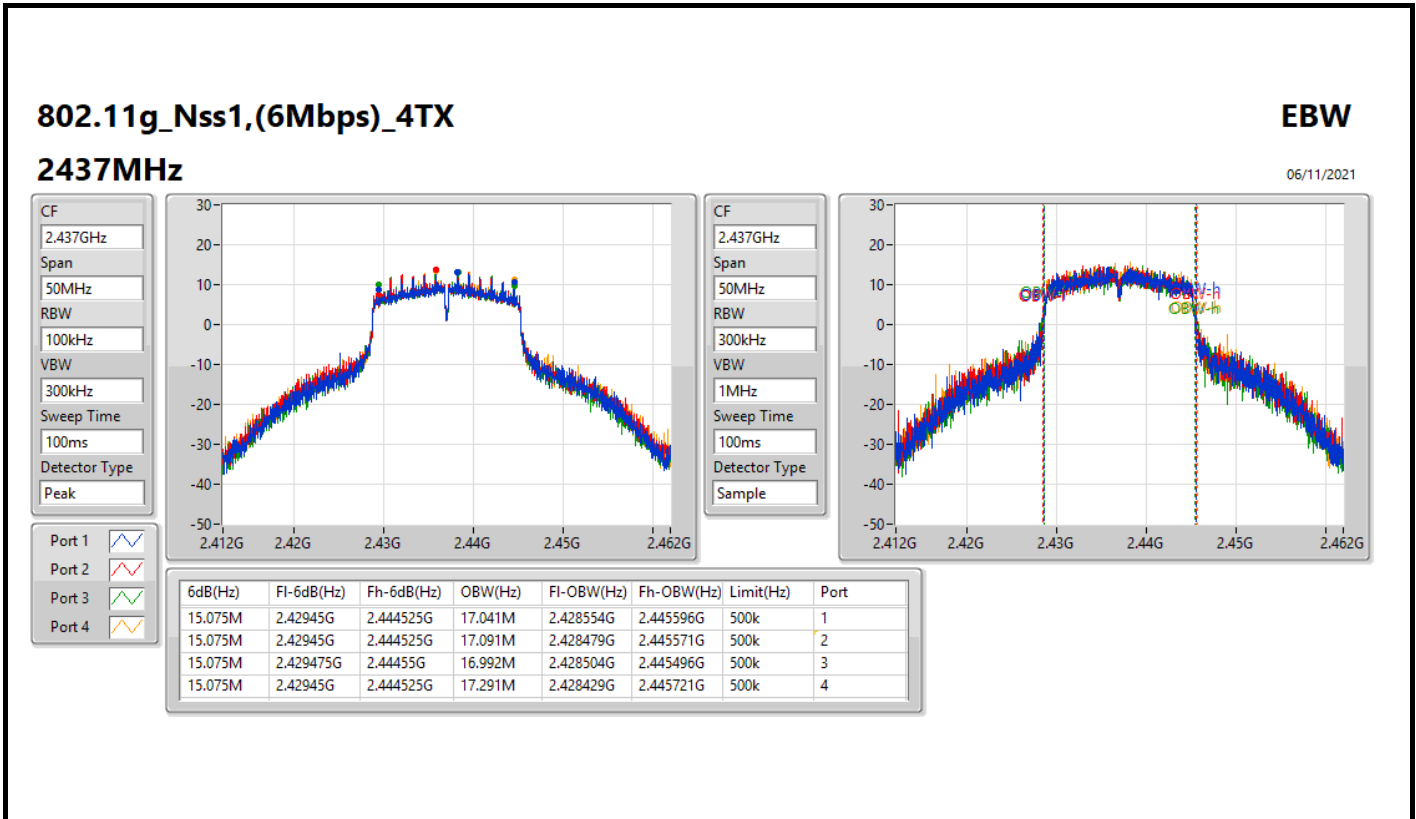 802.11g_Nss1,(6Mbps)_4TX
EBW
2437MHz
06/11/2021
CF
2.437GHz
Span
50MHz
RBW
100kHz
VBW
300kHz
Sweep Time
100ms
Detector Type
Peak
30
20
10
0
-10
-20
-30
-40
-50
2.412G 2.42G 2.43G 2.44G 2.45G 2.462G
CF
2.437GHz
Span
50MHz
RBW
300kHz
VBW
1MHz
Sweep Time
100ms
Detector Type
Sample
30
20
10
0
-10
-20
-30
-40
-50
OBW-h
OBW-h
2.412G 2.42G 2.43G 2.44G 2.45G 2.462G
Port 1
Port 2
Port 3
Port 4
6dB(Hz) Fl-6dB(Hz) Fh-6dB(Hz) OBW(Hz) Fl-OBW(Hz) Fh-OBW(Hz) Limit(Hz) Port
15.075M 2.42945G 2.444525G 17.041M 2.428554G 2.445596G 500k 1
15.075M 2.42945G 2.444525G 17.091M 2.428479G 2.445571G 500k 2
15.075M 2.429475G 2.44455G 16.992M 2.428504G 2.445496G 500k 3
15.075M 2.42945G 2.444525G 17.291M 2.428429G 2.445721G 500k 4